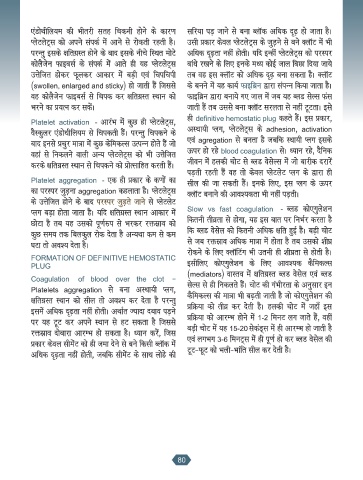 एंडोथीलियम की भीतरी सतह चिकनी होने के कारण
प्लेटलेट्स को अपने संपर्क में आने से रोकती रहती है।
परन्तु इसके क्षतिग्रस्त होने के बाद इसके नीचे स्थित मोटे
कोलैजेन फाइबर्स के संपर्क में आते ही यह प्लेटलेट्स
उत्तेजित होकर फूलकर आकार में बड़ी एवं चिपचिपी
(swollen, enlarged and sticky) हो जाती हैं जिससे
वह कोलैजेन फाइबर्स से चिपक कर क्षतिग्रस्त स्थान को
भरने का प्रयत्न कर सकें।
Platelet activation - आरंभ में कुछ ही प्लेटलेट्स,
वैस्कुलर एंडोथीलियम से चिपकती हैं। परन्तु चिपकने के
बाद इनसे प्रचुर मात्रा में कुछ केमिकल्स उत्पन्न होते हैं जो
वहां से निकलने वाली अन्य प्लेटलेट्स को भी उत्तेजित
करके क्षतिग्रस्त स्थान से चिपकने को प्रोत्साहित करती हैं।
Platelet aggregation - एक ही प्रकार के कणों का
का परस्पर जुड़ना aggregation कहलाता है। प्लेटलेट्स
के उत्तेजित होने के बाद परस्पर जुड़ते जाने से प्लेटलेट
प्लग बड़ा होता जाता है। यदि क्षतिग्रस्त स्थान आकार में
छोटा है तब यह उसको पूर्णरूप से भरकर रक्तस्राव को
कुछ समय तक बिलकुल रोक देता है अन्यथा कम से कम
घटा तो अवश्य देता है।
FORMATION OF DEFINITIVE HEMOSTATIC
PLUG
Coagulation of blood over the clot –
Platelets aggregation से बना अस्थायी प्लग,
क्षतिग्रस्त स्थान को सील तो अवश्य कर देता है परन्तु
इसमें अधिक दृढ़ता नहीं होती। अर्थात ज्यादा दबाव पड़ने
पर यह टूट कर अपने स्थान से हट सकता है जिससे
रक्तस्राव दोबारा आरम्भ हो सकता है। ध्यान करें, जिस
प्रकार केवल सीमेंट को ही जमा देने से बने किसी ब्लॉक में
अधिक दृढ़ता नहीं होती, जबकि सीमेंट के साथ लोहे की
सरिया पड़ जाने से बना ब्लॉक अधिक दृढ़ हो जाता है।
उसी प्रकार केवल प्लेटलेट्स के जुड़ने से बने क्लॉट में भी
अधिक दृढ़ता नहीं होती। यदि इन्हीं प्लेटलेट्स को परस्पर
बांधे रखने के लिए इनके मध्य कोई जाल बिछा दिया जाये
तब वह इस क्लॉट को अधिक दृढ़ बना सकता है। क्लॉट
के बनने में यह कार्य फाइब्रिन द्वारा संपन्न किया जाता है।
फाइब्रिन द्वारा बनाये गए जाल में जब यह ब्लड सेल्स फंस
जाती हैं तब उससे बना क्लॉट सरलता से नहीं टूटता। इसे
ही definitive hemostatic plug कहते हैं। इस प्रकार,
अस्थायी प्लग, प्लेटलेट्स के adhesion, activation
एवं agregation से बनता है जबकि स्थायी प्लग इसके
ऊपर हो रहे blood coagulation से। ध्यान रहे, दैनिक
जीवन में हलकी चोट से ब्लड वेसेल्स में जो बारीक दरारें
पड़ती रहती हैं वह तो केवल प्लेटलेट प्लग के द्वारा ही
सील की जा सकती हैं। इनके लिए, इस प्लग के ऊपर
क्लॉट बनाने की आवश्यकता भी नहीं पड़ती।
Slow vs fast coagulation - ब्लड कोएगुलेशन
कितनी तीव्रता से होगा, यह इस बात पर निर्भर करता है
कि ब्लड वेसेल को कितनी अधिक क्षति हुई है। बड़ी चोट
से जब रक्तस्राव अधिक मात्रा में होता है तब उसको शीघ्र
रोकने के लिए क्लॉटिंग भी उतनी ही शीघ्रता से होती है।
इसीलिए कोएगुलेशन के लिए आवश्यक कैमिकल्स
(mediators) वास्तव में क्षतिग्रस्त ब्लड वेसेल एवं ब्लड
सेल्स से ही निकलते हैं। चोट की गंभीरता के अनुसार इन
कैमिकल्स की मात्रा भी बढ़ती जाती है जो कोएगुलेशन की
प्रक्रिया को तीव्र कर देती है। हलकी चोट में जहाँ इस
प्रक्रिया को आरम्भ होने में 1-2 मिनट लग जाते हैं, वहीं
बड़ी चोट में यह 15-20 सेकंड्स में ही आरम्भ हो जाती है
एवं लगभग 3-6 मिनट्स में ही पूर्ण हो कर ब्लड वेसेल की
टूट-फूट को भली-भांति सील कर देती है।
80